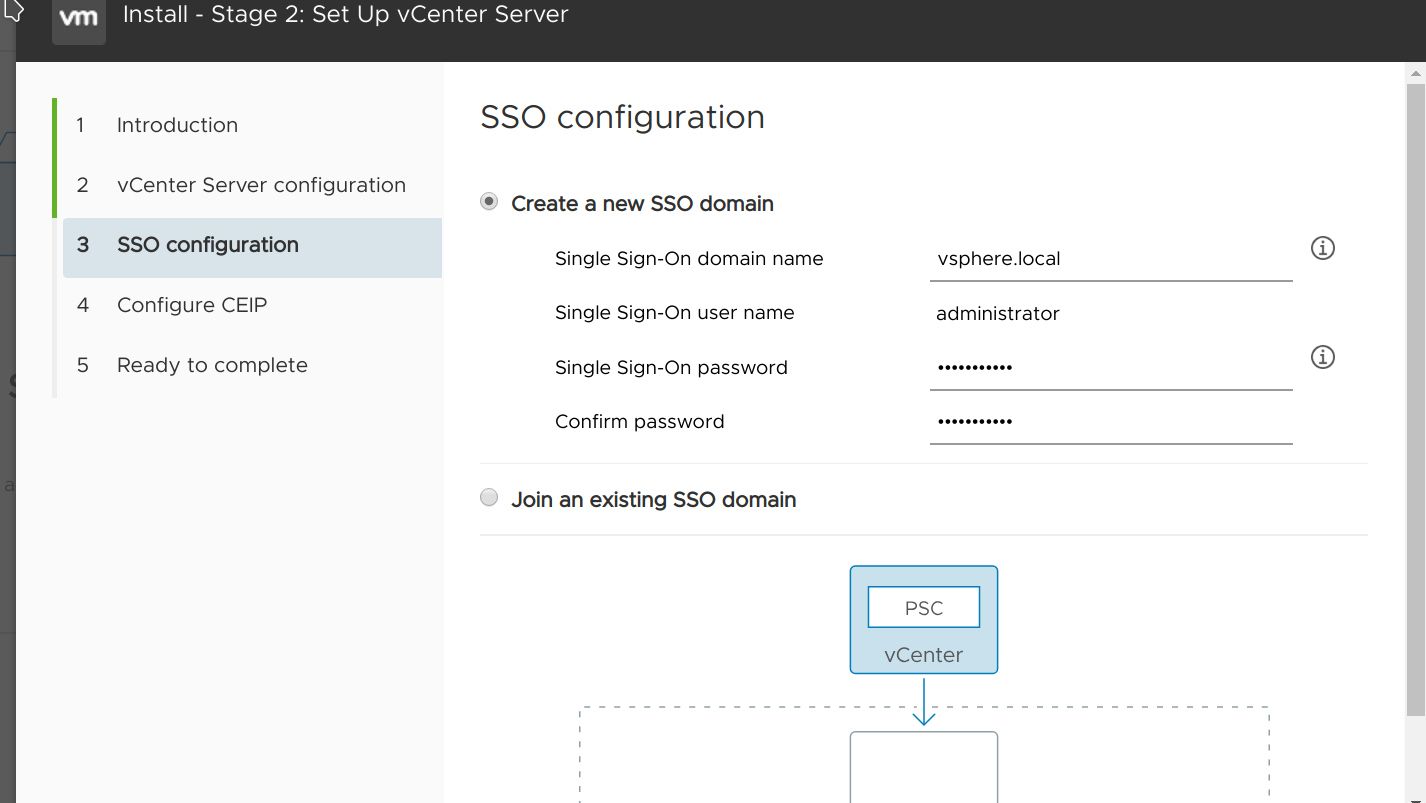 vm Install - Stage 2: Set Up vCenter Server
1 Introduction
2 vCenter Server configuration
3 SSO configuration
4 Configure CEIP
5 Ready to complete
SSO configuration
Create a new SSO domain
Single Sign-On domain name vsphere.local
Single Sign-On user name administrator
Single Sign-On password •••••••••••
Confirm password •••••••••••
Join an existing SSO domain
PSC
vCenter